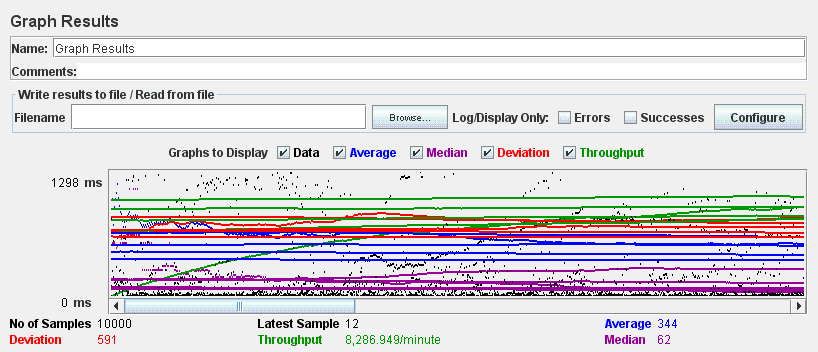 Graph Results
Name: Graph Results
Comments:
Write results to file / Read from file
Filename Browse... Log/Display Only: Errors Successes Configure
Graphs to Display Data Average Median Deviation Throughput
1298 ms
0 ms
No of Samples 10000 Latest Sample 12 Average 344
Deviation 591 Throughput 8,286.949/minute Median 62